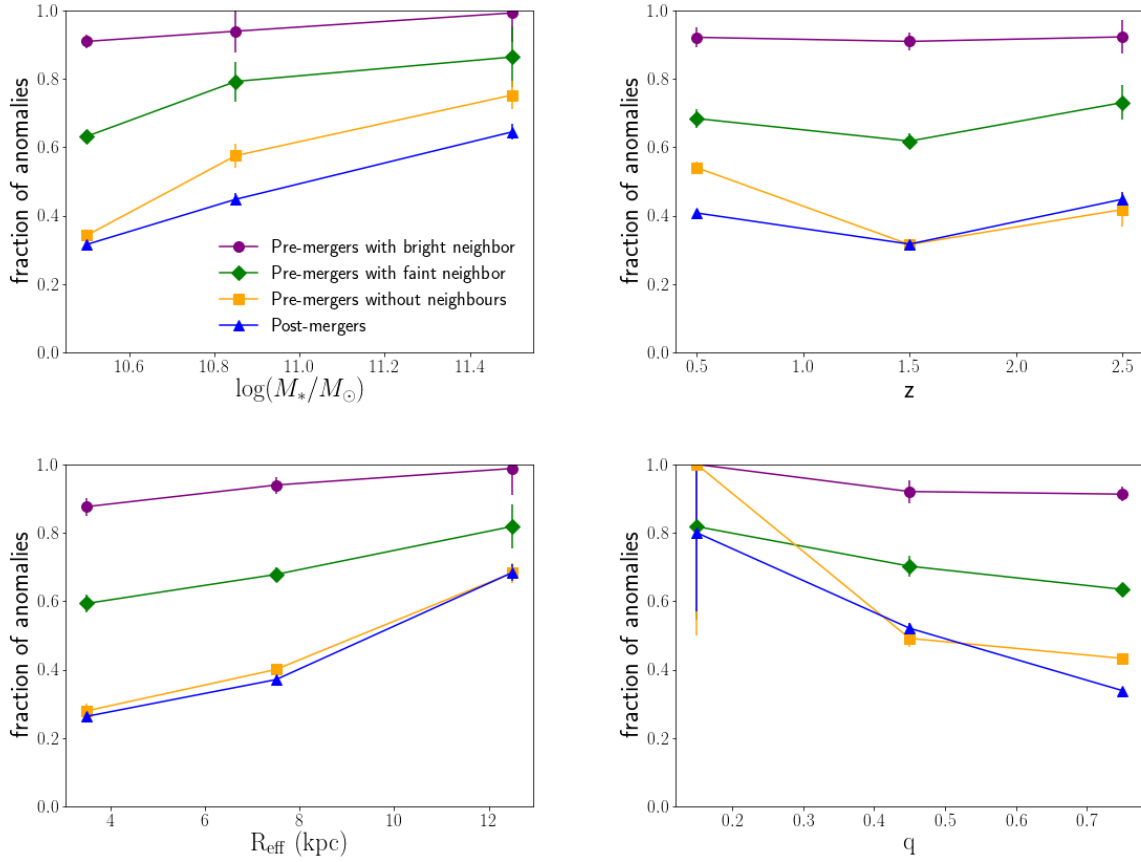 1.0
0.8
0.6
0.4
0.2
0.0
fraction of anomalies
Pre-mergers with bright neighbor
Pre-mergers with faint neighbor
Pre-mergers without neighbours
Post-mergers
10.6 10.8 11.0 11.2 11.4
log(M*/M⊙)
1.0
0.8
0.6
0.4
0.2
0.0
fraction of anomalies
0.5 1.0 1.5 2.0 2.5
z
1.0
0.8
0.6
0.4
0.2
0.0
fraction of anomalies
4 6 8 10 12
Reff (kpc)
1.0
0.8
0.6
0.4
0.2
0.0
fraction of anomalies
0.2 0.3 0.4 0.5 0.6 0.7
q